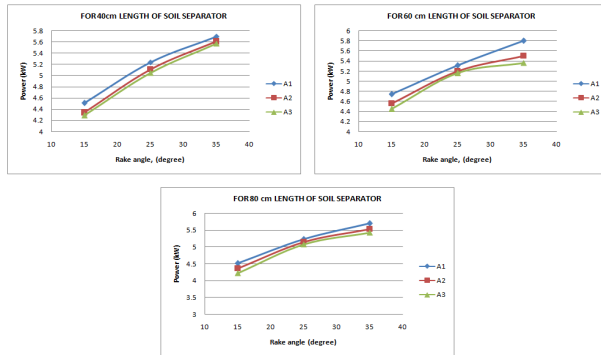 FOR40cm LENGTH OF SOIL SEPARATOR
5.8
5.6
5.4
5.2
5
4.8
4.6
4.4
4.2
4
Power (kW)
10 15 20 25 30 35 40
Rake angle, (degree)
A1
A2
A3
FOR60 cm LENGTH OF SOIL SEPARATOR
6
5.8
5.6
5.4
5.2
5
4.8
4.6
4.4
4.2
4
Power (kW)
10 15 20 25 30 35 40
Rake angle, (degree)
A1
A2
A3
FOR80 cm LENGTH OF SOIL SEPARATOR
6
5.5
5
4.5
4
3.5
3
Power (kW)
10 15 20 25 30 35 40
Rake angle, (degree)
A1
A2
A3